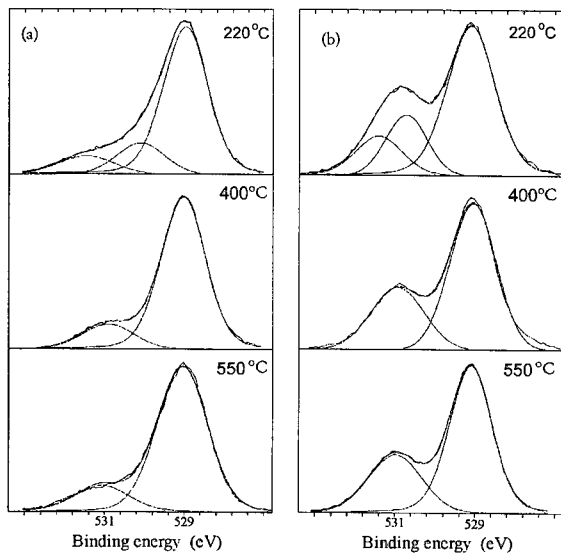 (a)
220°C
(b)
220°C
400°C
400°C
550°C
550°C
531
529
531
529
Binding energy (eV)
Binding energy (eV)